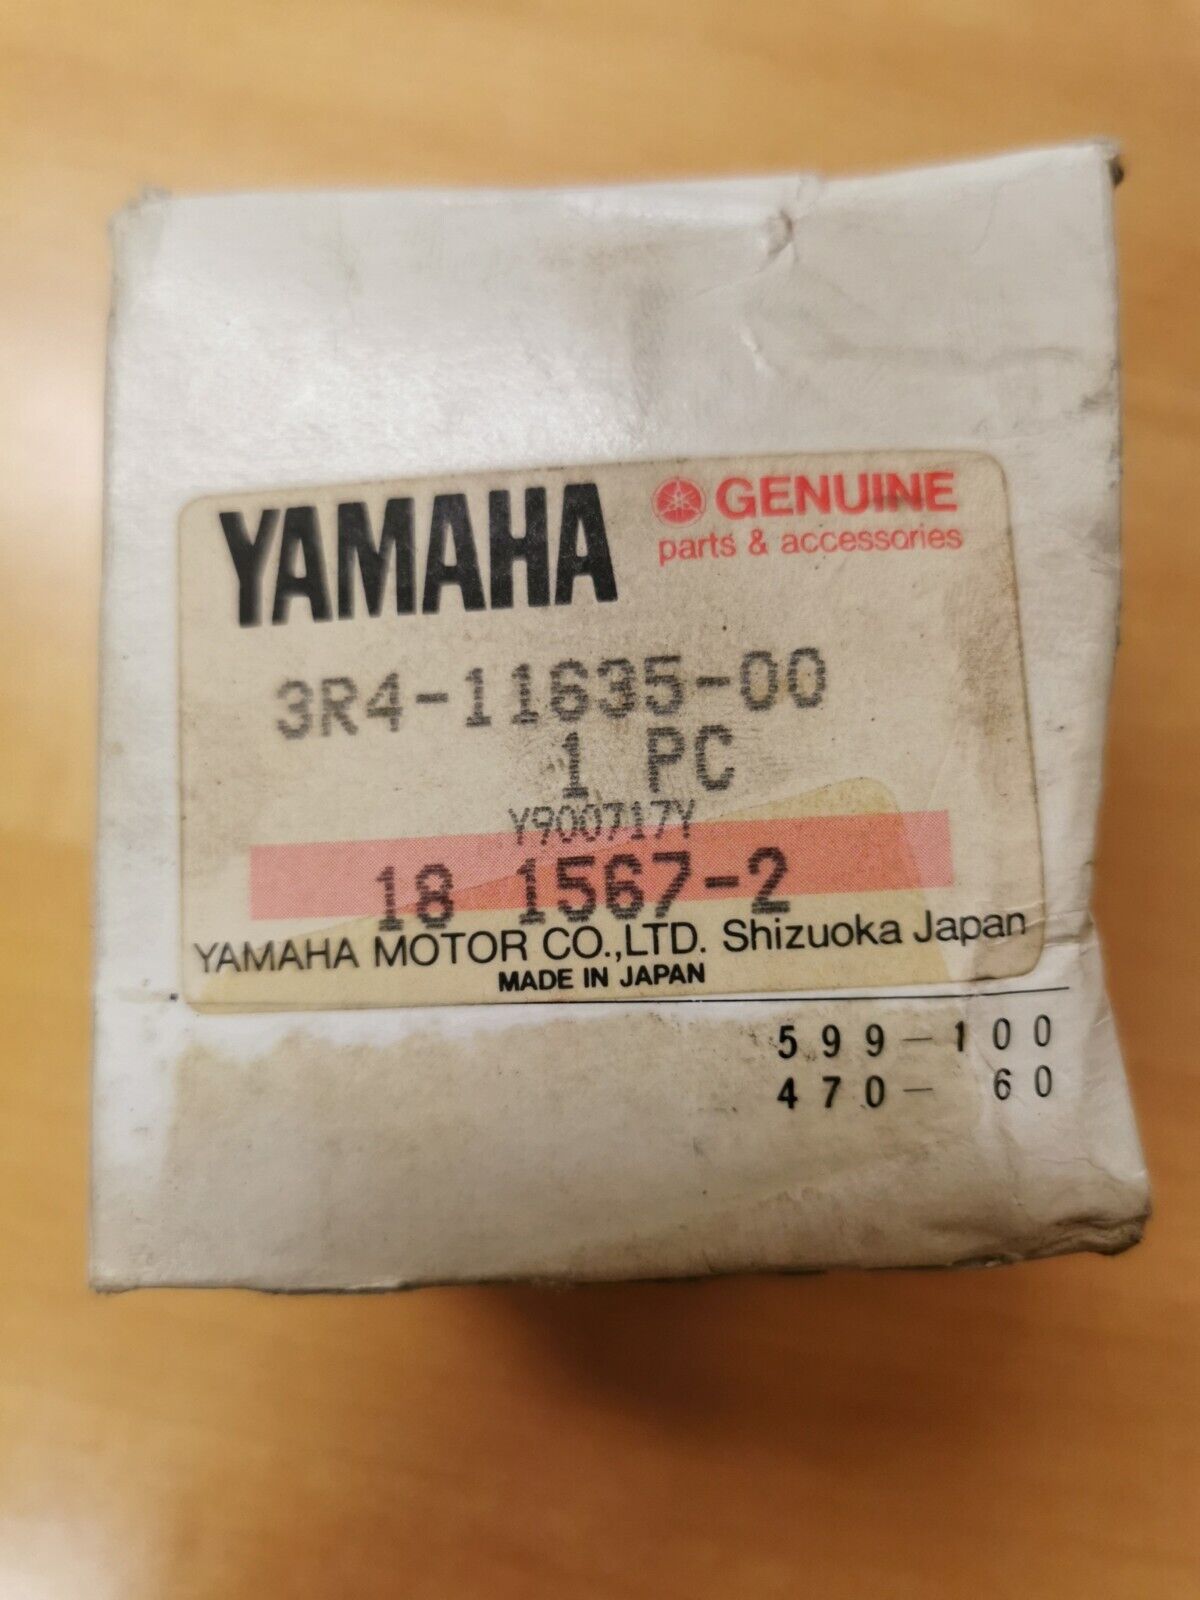 YAMAHA GENUINE
parts & accessories
3R4-11635-00
1 PC
Y900717Y
18 1567-2
YAMAHA MOTOR CO.,LTD. Shizuoka Japan
MADE IN JAPAN
599-100
470- 60